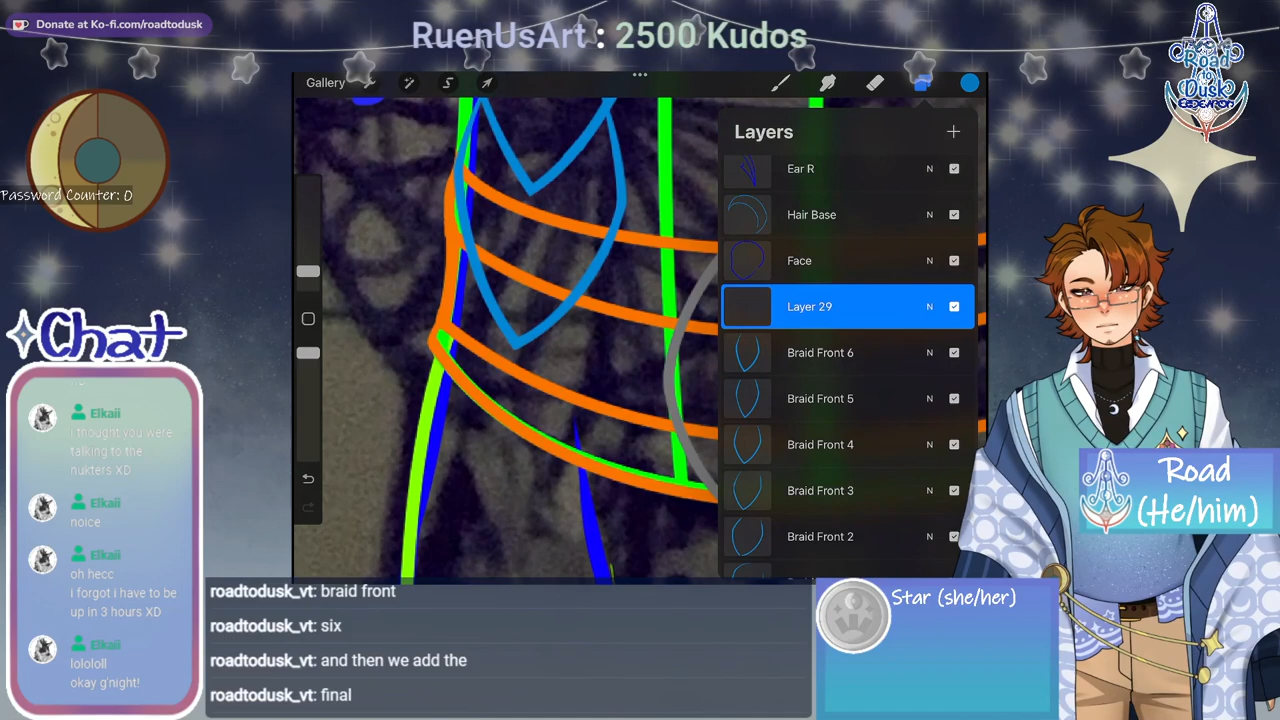 Donate at Ko-fi.com/roadtodusk
RuenUsArt : 2500 Kudos
Road
to
Dusk
Password Counter: 0
Gallery
Layers
Ear R N
Hair Base N
Face N
Layer 29 N
Braid Front 6 N
Braid Front 5 N
Braid Front 4 N
Braid Front 3 N
Braid Front 2 N
Chat
Elkaii
i thought you were
talking to the
nukters XD
Elkaii
noice
Elkaii
oh hecc
i forgot i have to be
up in 3 hours XD
Elkaii
lolololl
okay g'night!
roadtodusk_vt: braid front
roadtodusk_vt: six
roadtodusk_vt: and then we add the
roadtodusk_vt: final
Star (she/her)
Road
(He/him)